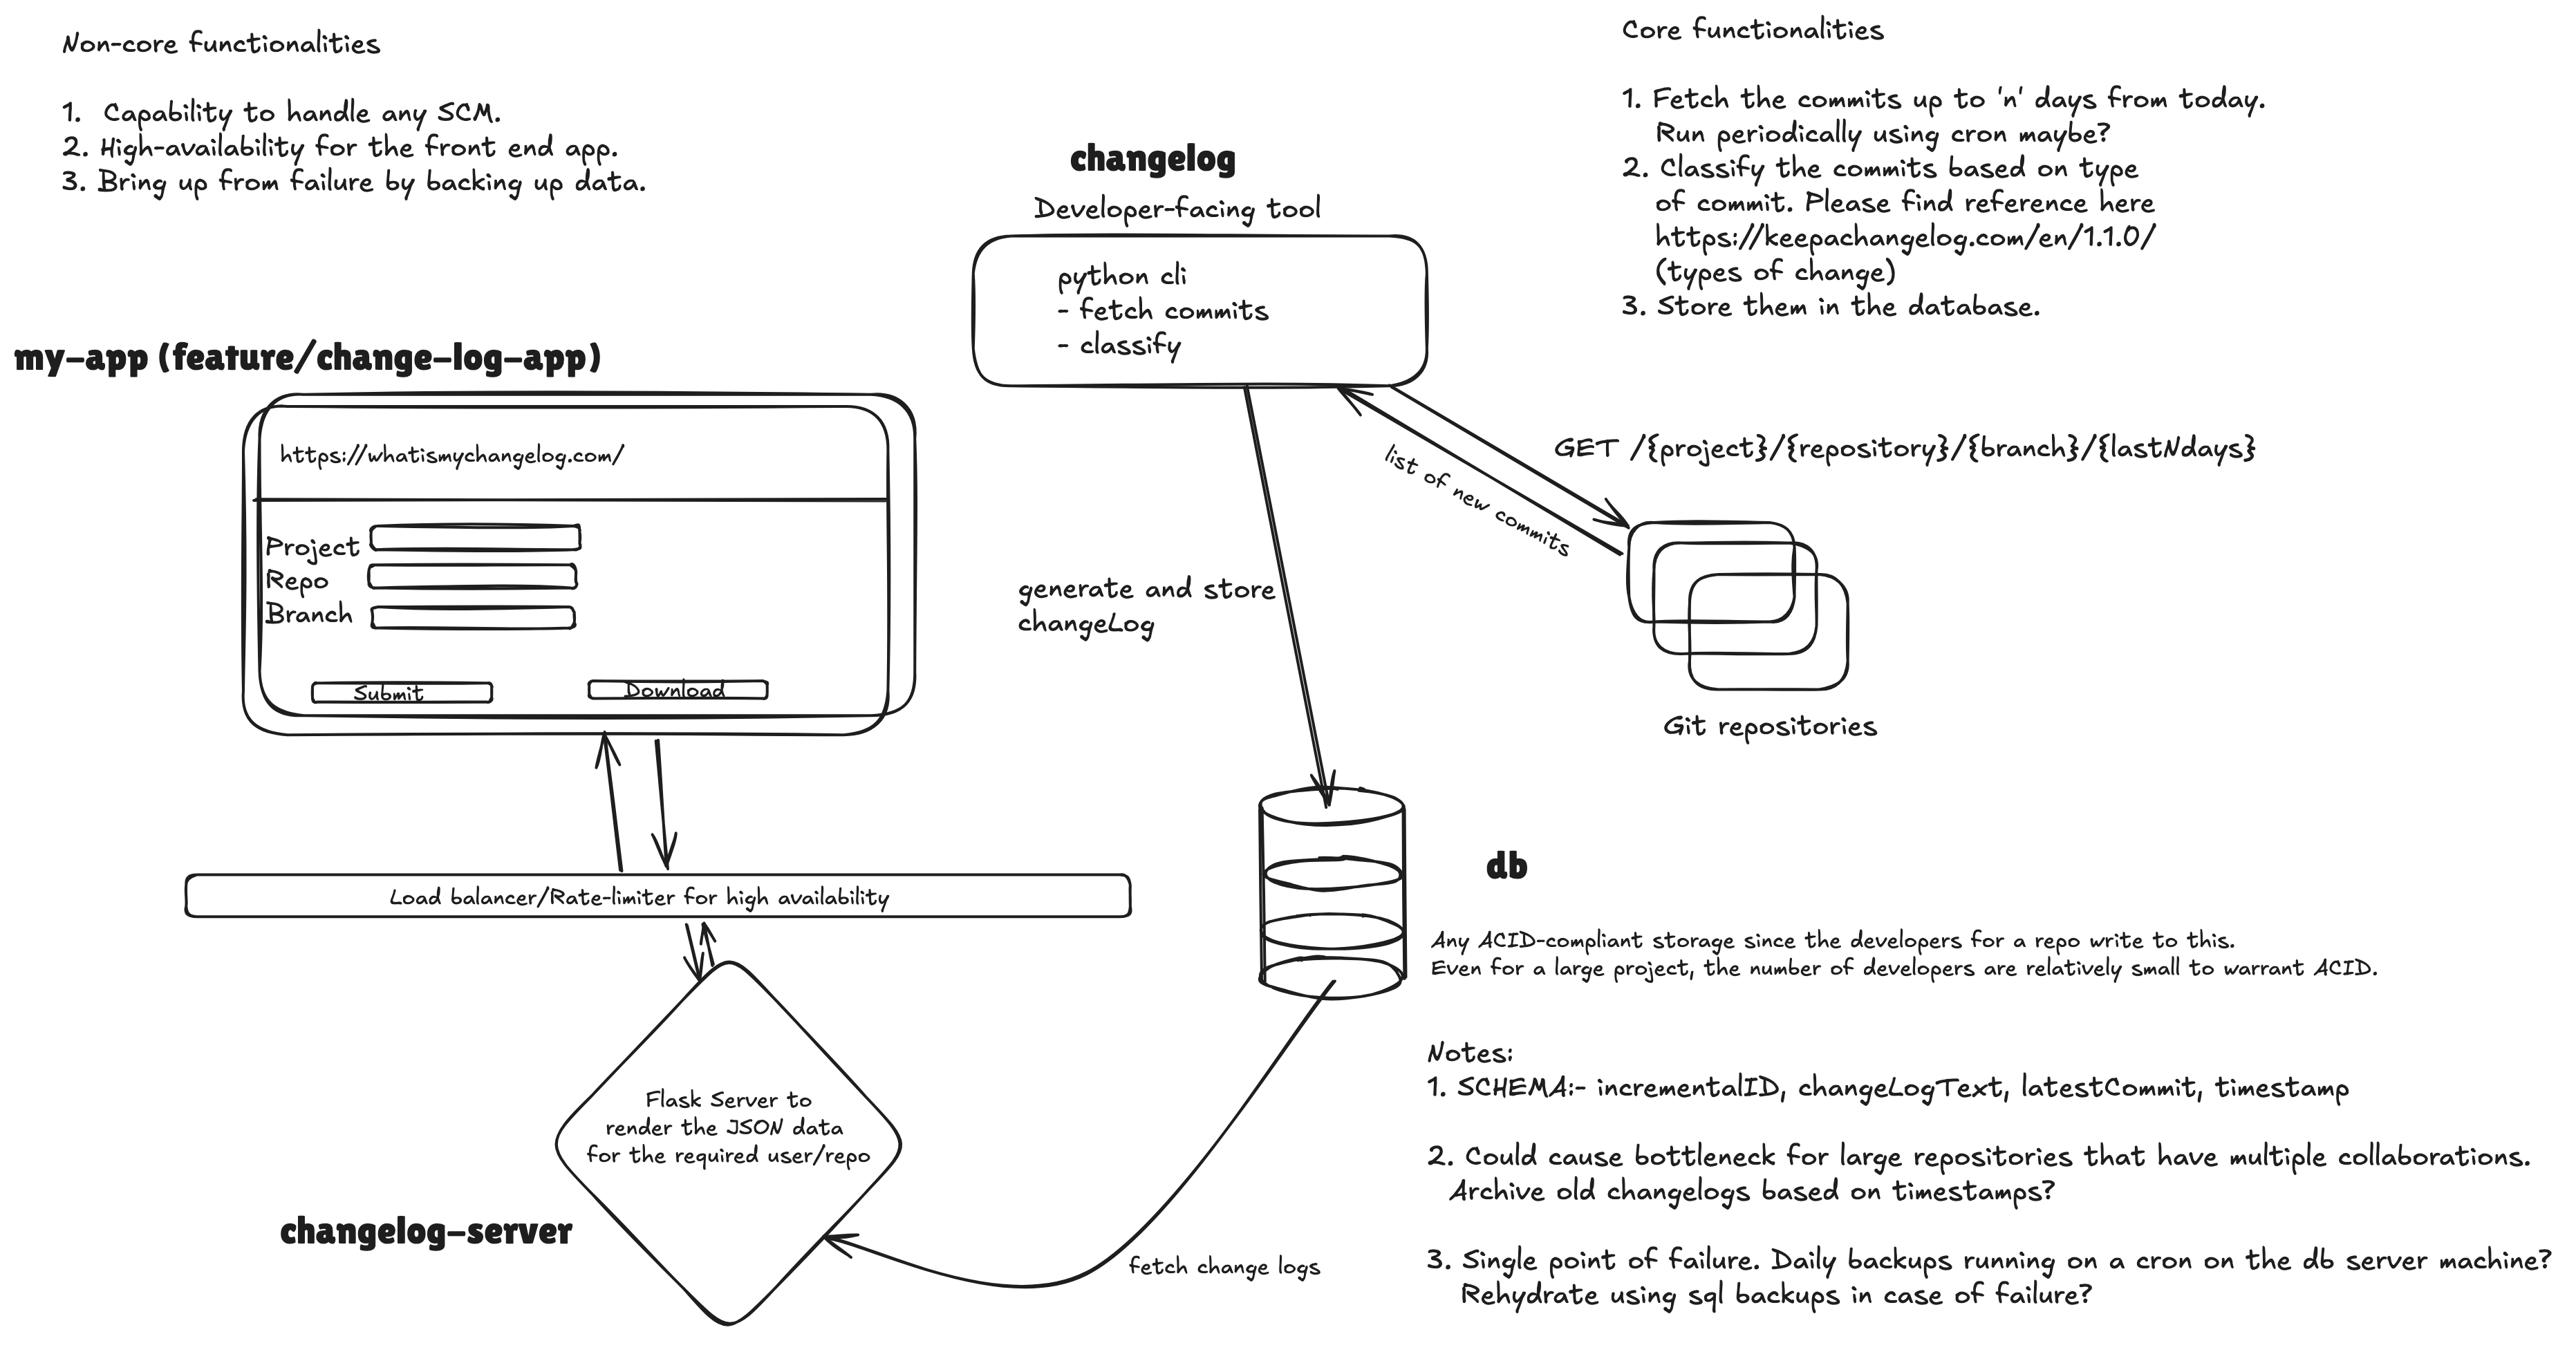 Non-core functionalities
1. Capability to handle any SCM.
2. High-availability for the front end app.
3. Bring up from failure by backing up data.
Core functionalities
1. Fetch the commits up to 'n' days from today.
Run periodically using cron maybe?
2. Classify the commits based on type
of commit. Please find reference here
https://keepachangelog.com/en/1.1.0/
(types of change)
3. Store them in the database.
changelog
Developer-facing tool
python cli
- fetch commits
- classify
my-app (feature/change-log-app)
https://whatismychangelog.com/
Project
Repo
Branch
Submit
Download
GET /{project}/{repository}/{branch}/{lastNdays}
list of new commits
Git repositories
generate and store
changeLog
Load balancer/Rate-limiter for high availability
db
Any ACID-compliant storage since the developers for a repo write to this.
Even for a large project, the number of developers are relatively small to warrant ACID.
Notes:
1. SCHEMA:- incrementalID, changeLogText, latestCommit, timestamp
2. Could cause bottleneck for large repositories that have multiple collaborations.
Archive old changelogs based on timestamps?
3. Single point of failure. Daily backups running on a cron on the db server machine?
Rehydrate using sql backups in case of failure?
Flask Server to
render the JSON data
for the required user/repo
changelog-server
fetch change logs